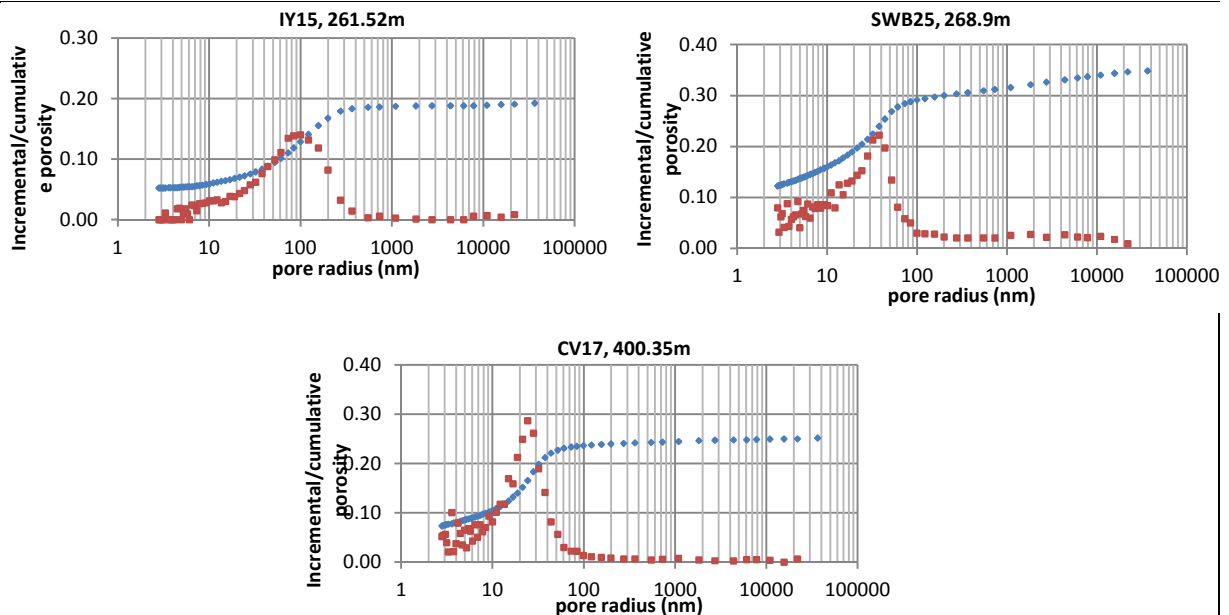 IY15, 261.52m
Incremental/cumulativ
e porosity
0.30
0.20
0.10
0.00
1 10 100 1000 10000 100000
pore radius (nm)
SWB25, 268.9m
Incremental/cumulative
porosity
0.40
0.30
0.20
0.10
0.00
1 10 100 1000 10000 100000
pore radius (nm)
CV17, 400.35m
Incremental/cumulative
porosity
0.40
0.30
0.20
0.10
0.00
1 10 100 1000 10000 100000
pore radius (nm)